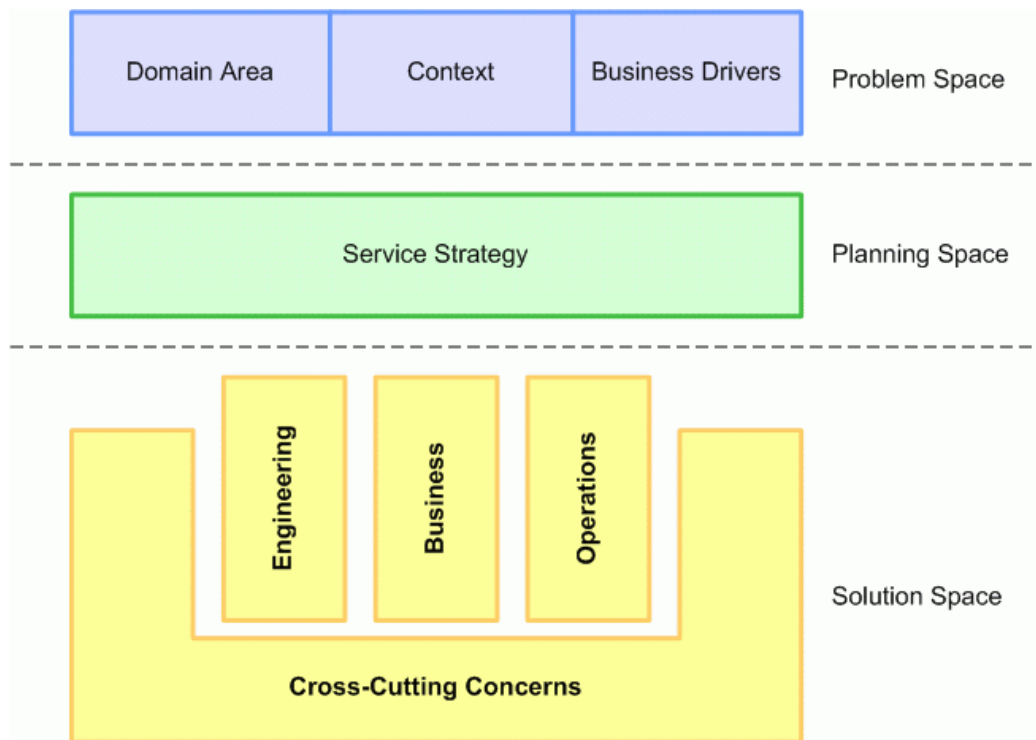 Domain Area
Context
Business Drivers
Problem Space
Service Strategy
Planning Space
Engineering
Business
Operations
Solution Space
Cross-Cutting Concerns